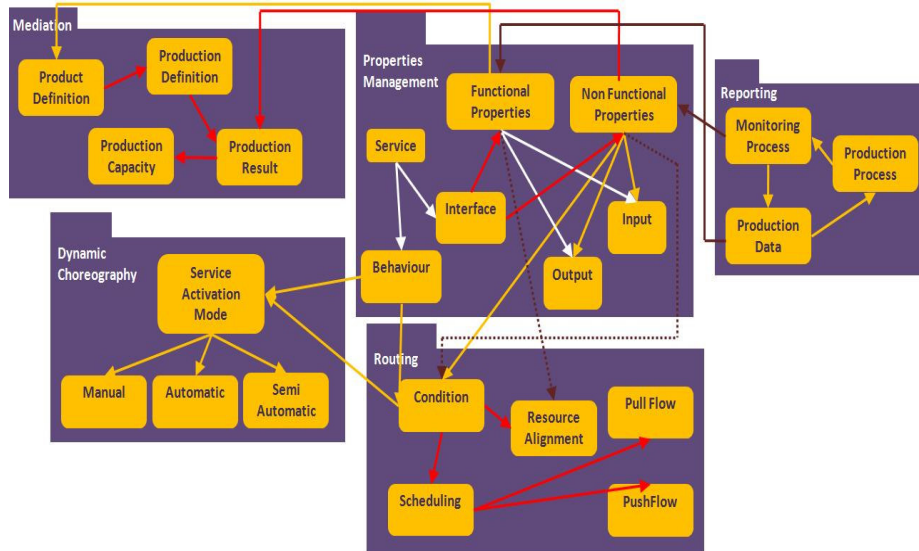 Mediation
Product
Definition
Production
Definition
Production
Capacity
Production
Result
Properties
Management
Functional
Properties
Non Functional
Properties
Service
Interface
Input
Behaviour
Output
Reporting
Monitoring
Process
Production
Process
Production
Data
Dynamic
Choreography
Service
Activation
Mode
Manual
Automatic
Semi
Automatic
Routing
Condition
Resource
Alignment
Pull Flow
Scheduling
PushFlow